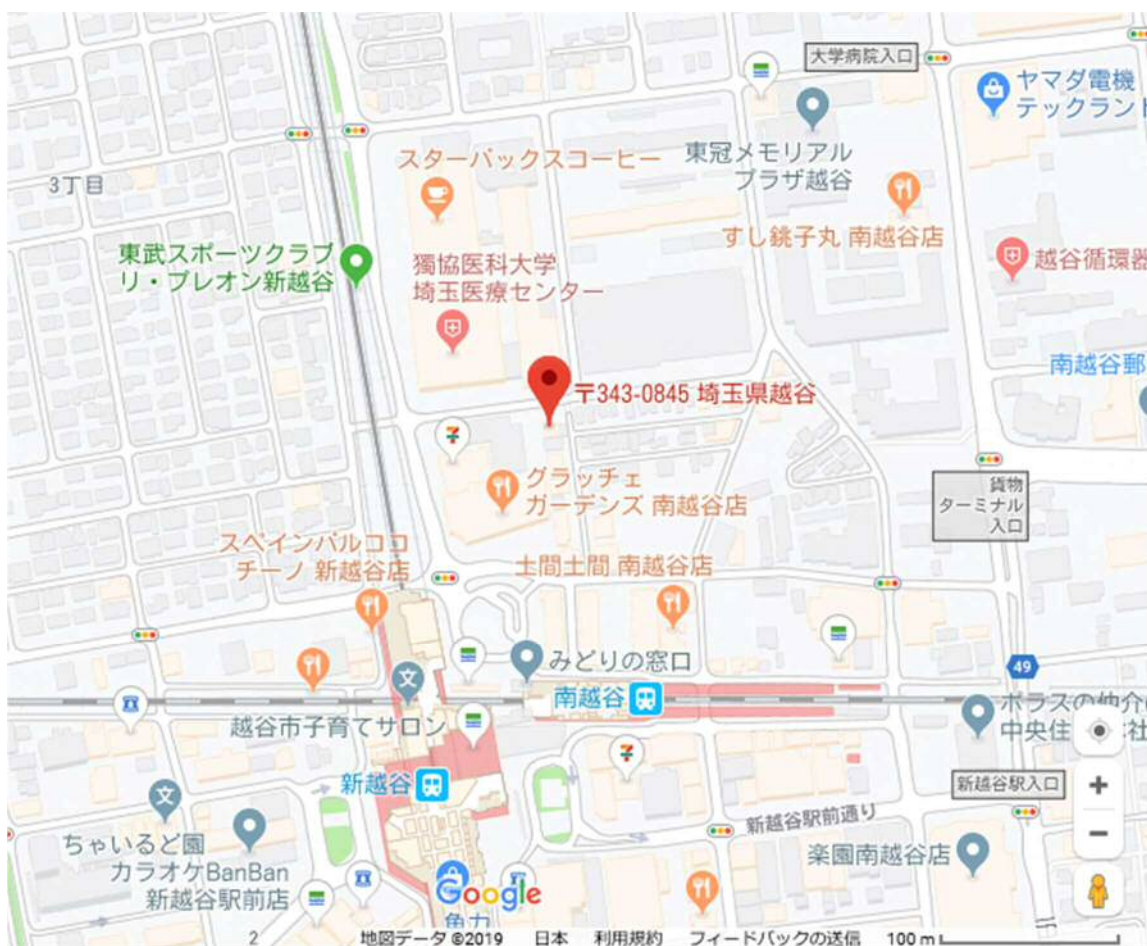 大学病院入口
ヤマダ電機
テックランド
スターバックスコーヒー
東冠メモリアル
プラザ越谷
3丁目
すし銚子丸 南越谷店
東武スポーツクラブ
リ・プレオン新越谷
獨協医科大学
埼玉医療センター
越谷循環器
南越谷郵
〒343-0845 埼玉県越谷
7
グラッチェ
ガーデンズ 南越谷店
貨物
ターミナル
入口
スペインバルココ
チーノ 新越谷店
土間土間 南越谷店
みどりの窓口
49
南越谷
文
越谷市子育てサロン
ポラスの仲介
中央住
社
7
新越谷
新越谷駅入口
文
新越谷駅前通り
ちゃいるど園
楽園南越谷店
カラオケBanBan
新越谷駅前店
Google
2
地図データ ©2019 日本 利用規約 フィードバックの送信 100 m